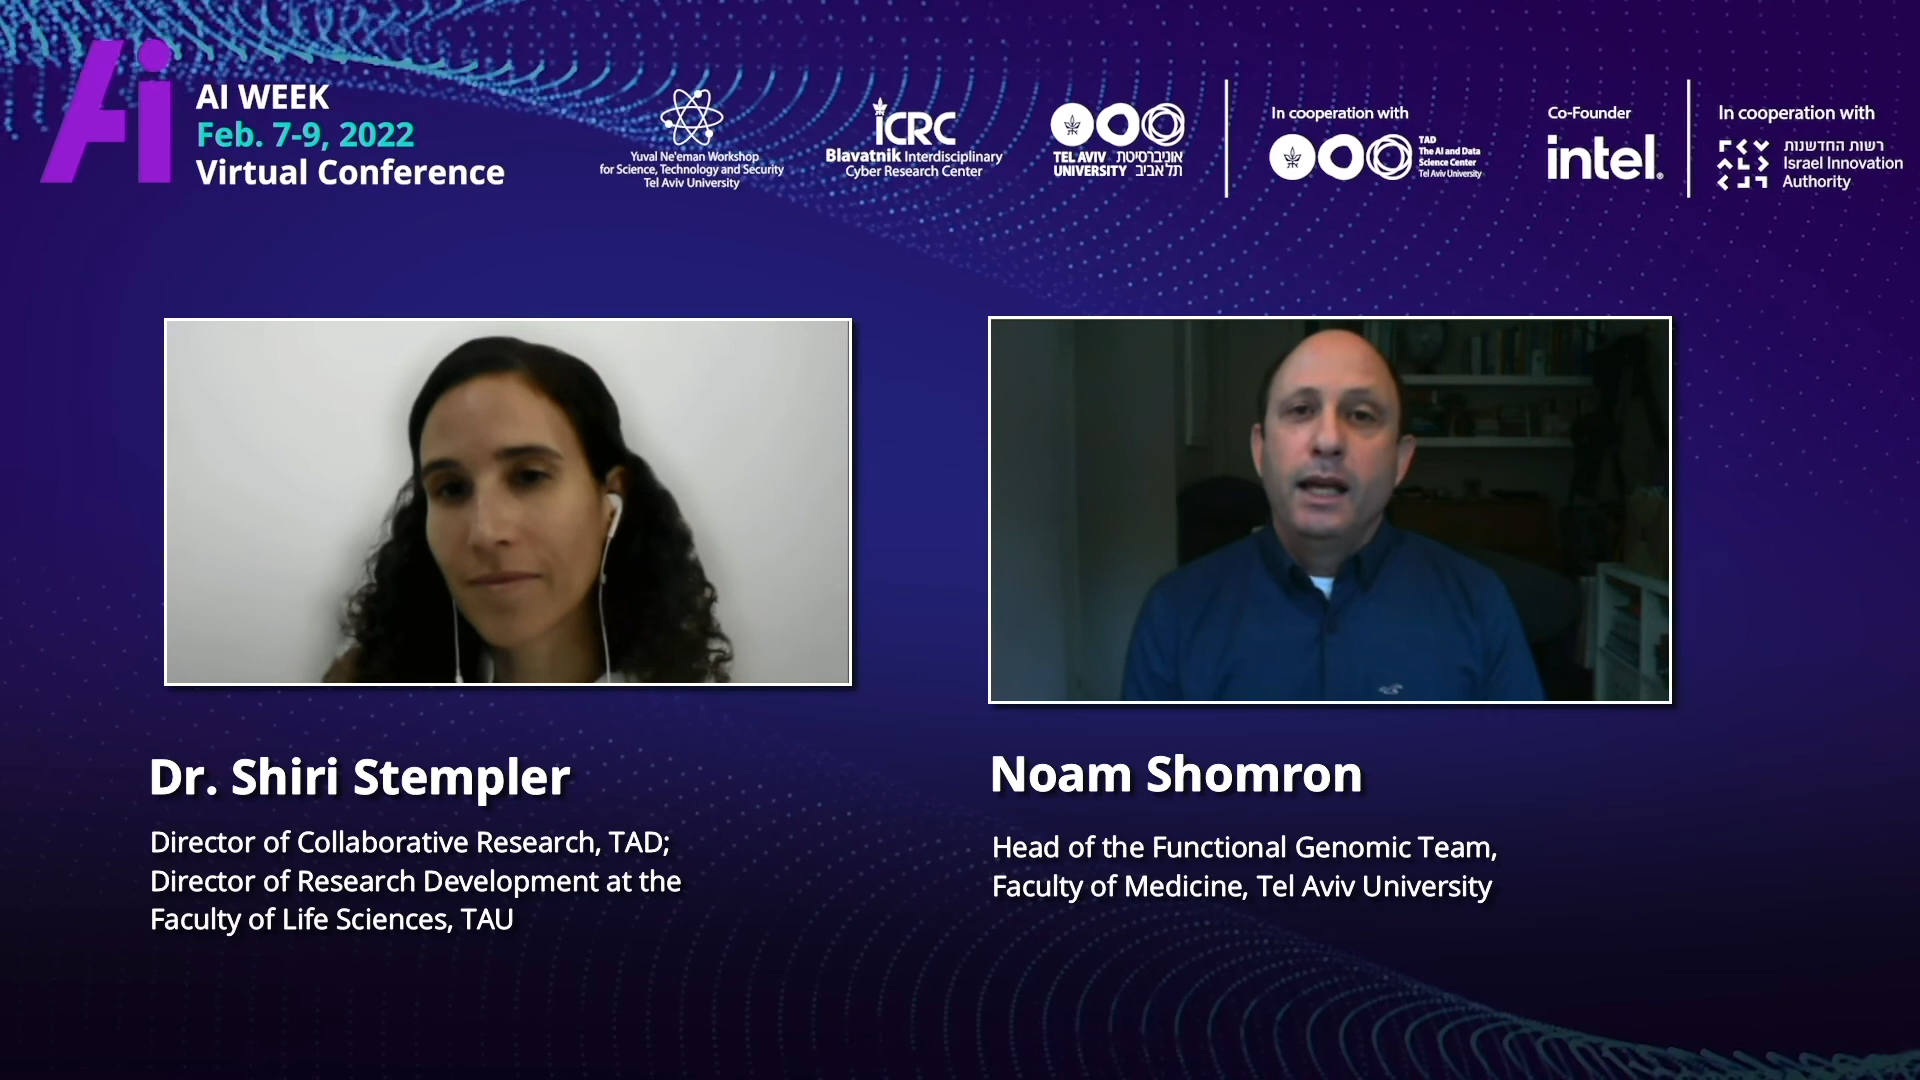 Ai
AI WEEK
Feb. 7-9, 2022
Virtual Conference
Yuval Ne'eman Workshop
for Science, Technology and Security
Tel Aviv University
iCRC
Blavatnik Interdisciplinary
Cyber Research Center
TEL AVIV אוניברסיטת
UNIVERSITY תל אביב
In cooperation with
TAD
The AI and Data
Science Center
Tel Aviv University
Co-Founder
intel.
In cooperation with
רשות החדשנות
Israel Innovation
Authority
Dr. Shiri Stempler
Director of Collaborative Research, TAD;
Director of Research Development at the
Faculty of Life Sciences, TAU
Noam Shomron
Head of the Functional Genomic Team,
Faculty of Medicine, Tel Aviv University